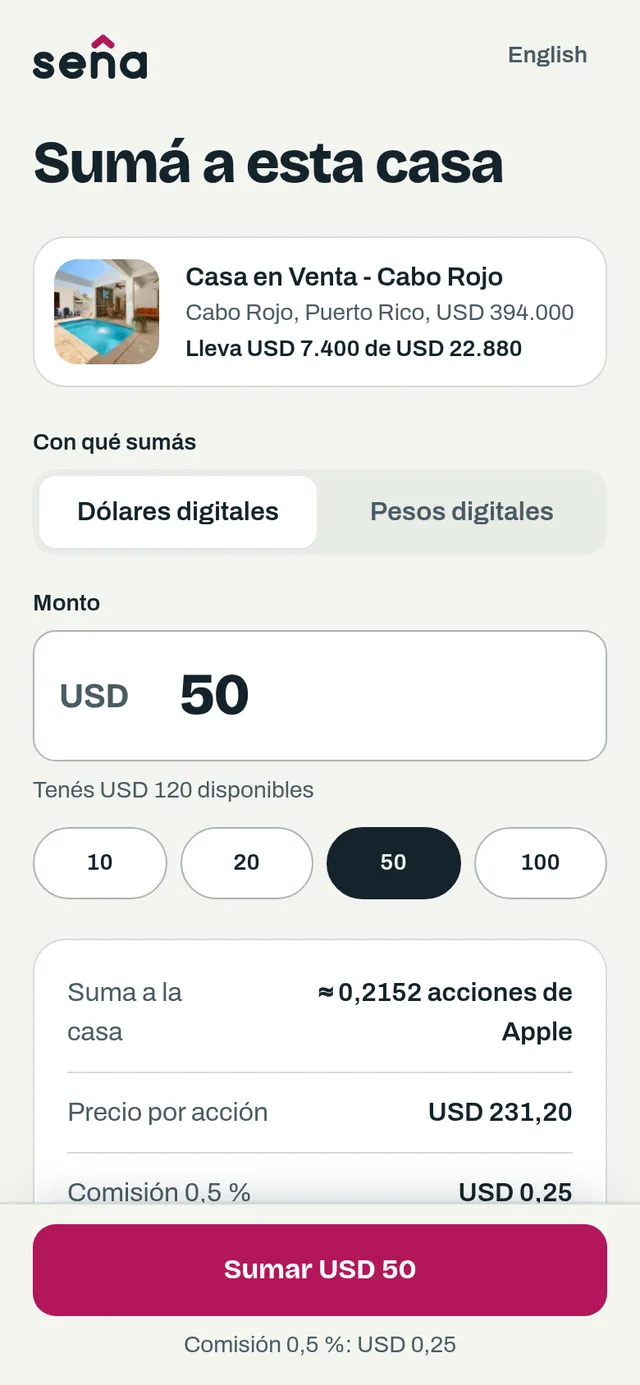 seña
English
Sumá a esta casa
Casa en Venta - Cabo Rojo
Cabo Rojo, Puerto Rico, USD 394.000
Lleva USD 7.400 de USD 22.880
Con qué sumás
Dólares digitales
Pesos digitales
Monto
USD 50
Tenés USD 120 disponibles
10 20 50 100
Suma a la
casa
≈ 0,2152 acciones de
Apple
Precio por acción USD 231,20
Comisión 0,5 % USD 0,25
Sumar USD 50
Comisión 0,5 %: USD 0,25